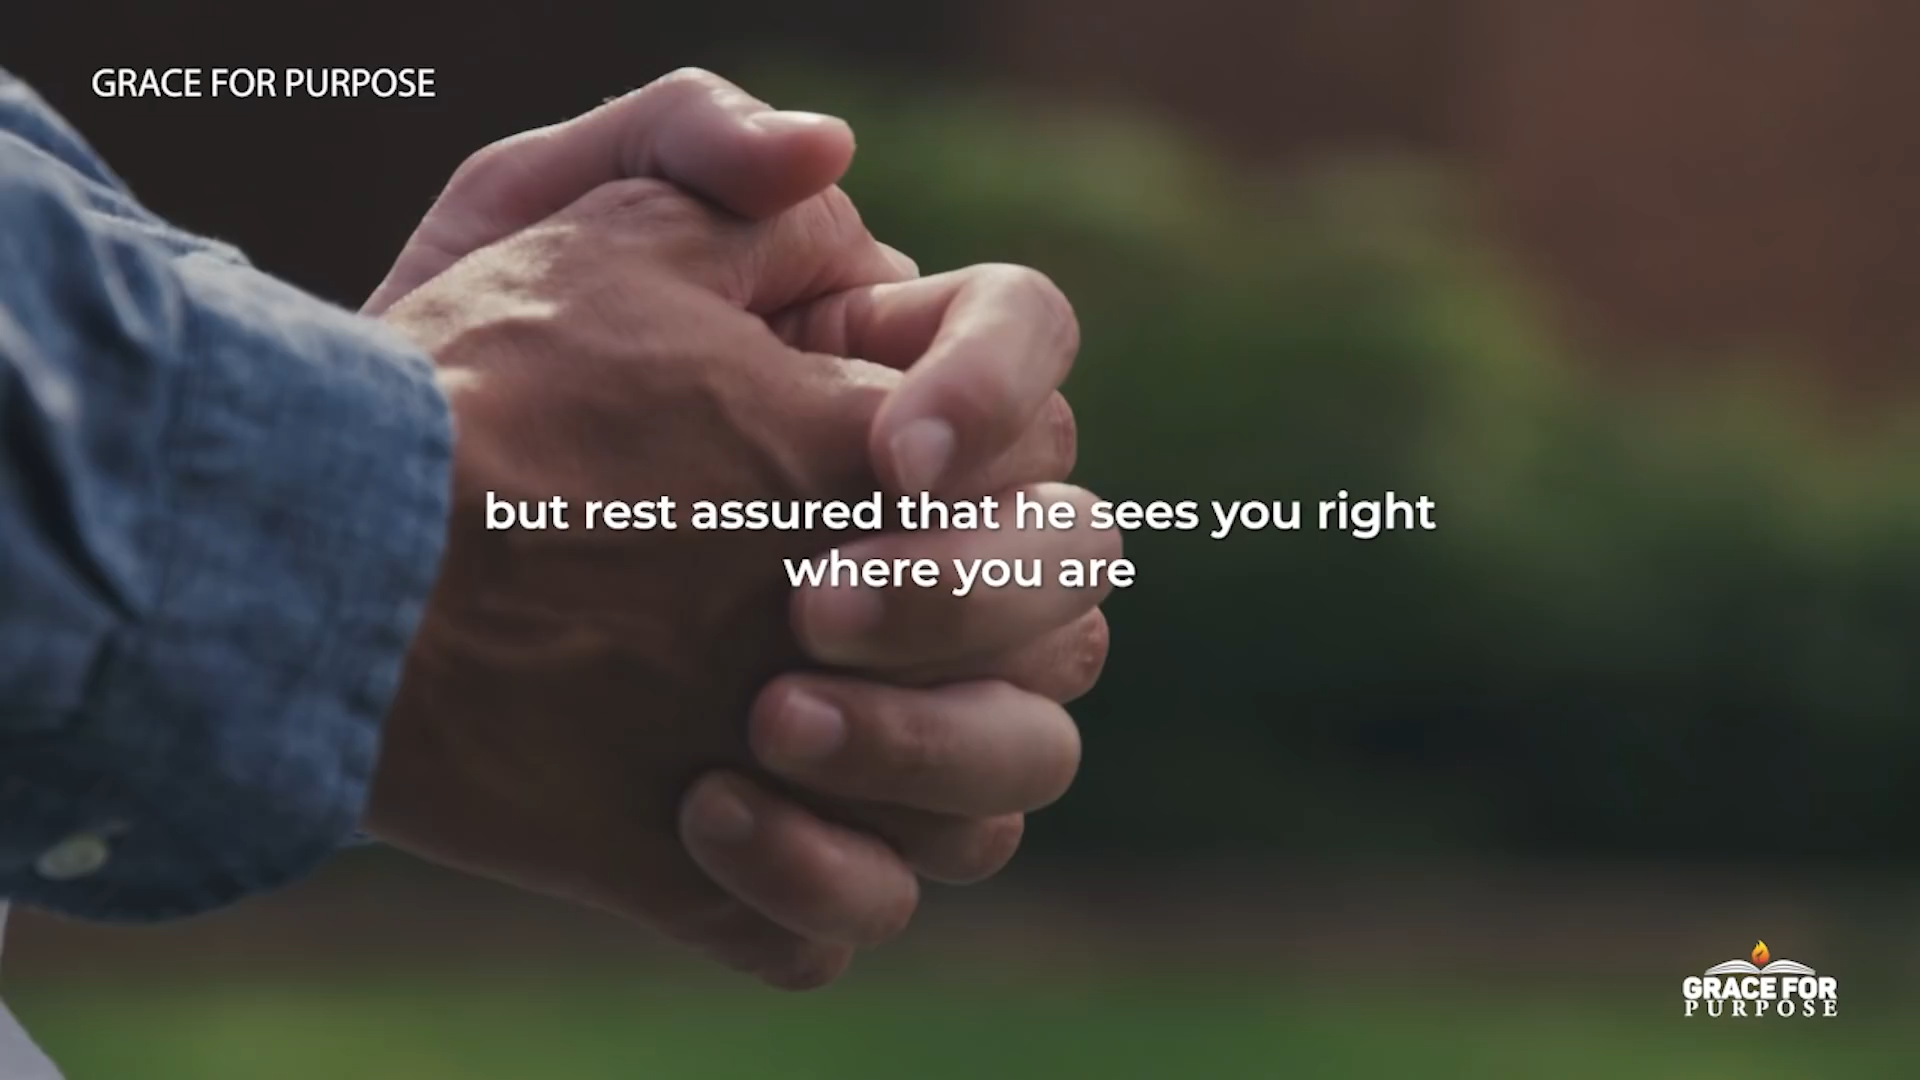 GRACE FOR PURPOSE
but rest assured that he sees you right
where you are
GRACE FOR
PURPOSE